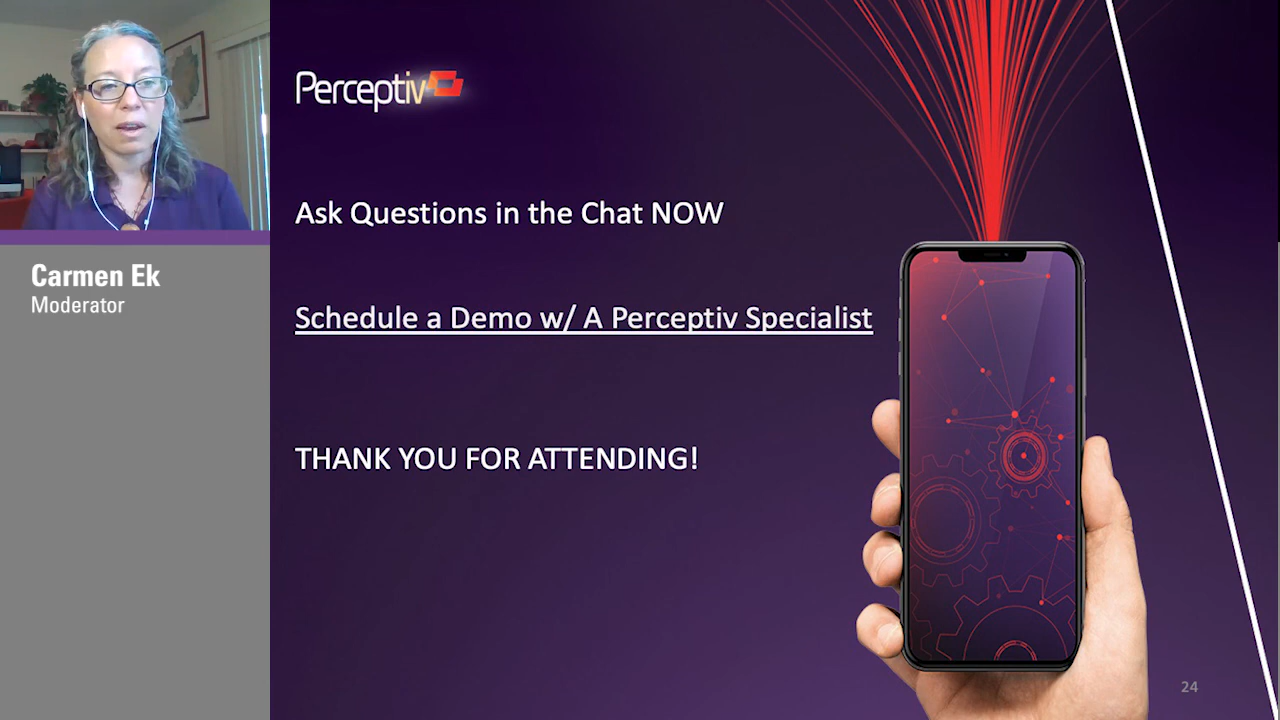 Perceptiv
Ask Questions in the Chat NOW
Carmen Ek
Moderator
Schedule a Demo w/ A Perceptiv Specialist
THANK YOU FOR ATTENDING!
24